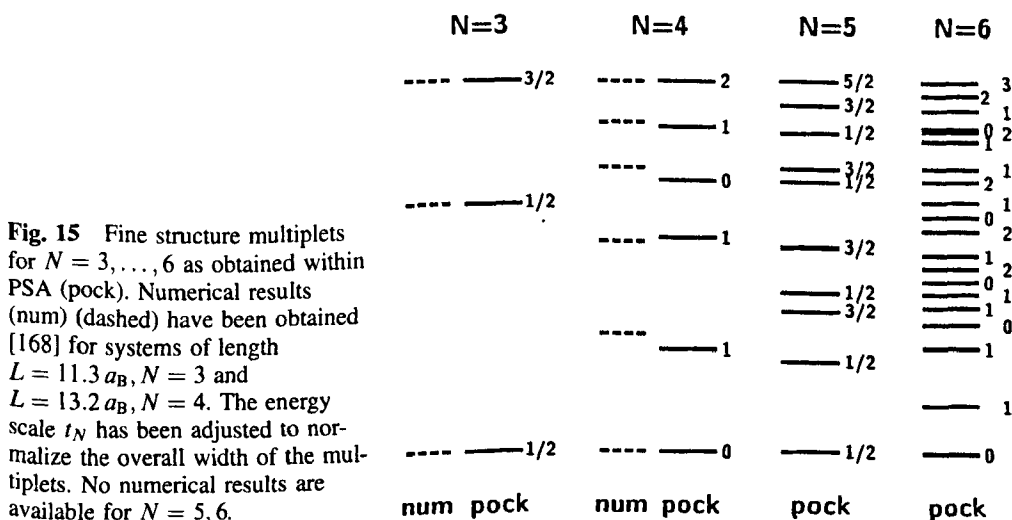 N=3 N=4 N=5 N=6
3/2
1/2
1/2
2
1
0
1
1
0
5/2
3/2
1/2
3/2
1/2
3/2
1/2
3/2
1/2
1/2
3
2
1
0 2
1
1
2
1
0
2
1
2
0
1
1
0
1
1
0
num pock num pock pock pock
Fig. 15 Fine structure multiplets
for N = 3, . . . , 6 as obtained within
PSA (pock). Numerical results
(num) (dashed) have been obtained
[168] for systems of length
L = 11.3 aB, N = 3 and
L = 13.2 aB, N = 4. The energy
scale tN has been adjusted to nor-
malize the overall width of the mul-
tiplets. No numerical results are
available for N = 5, 6.